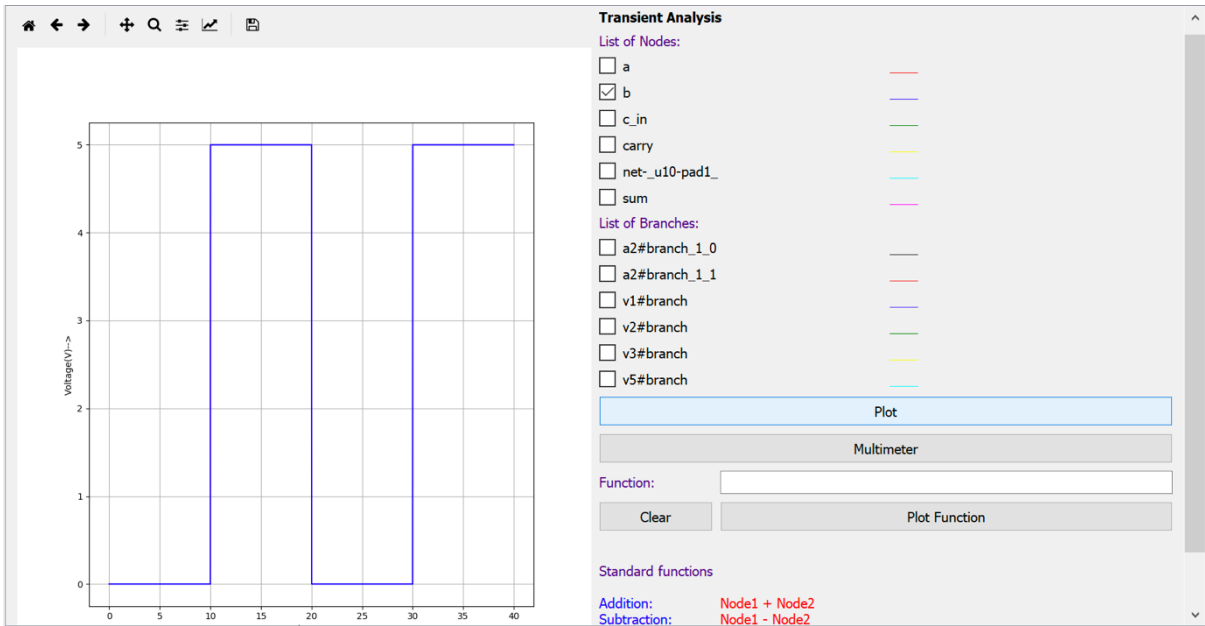 Transient Analysis
List of Nodes:
a
b
c_in
carry
net-_u10-pad1_
sum
List of Branches:
a2#branch_1_0
a2#branch_1_1
v1#branch
v2#branch
v3#branch
v5#branch
Plot
Multimeter
Function:
Clear Plot Function
Standard functions
Addition: Node1 + Node2
Subtraction: Node1 - Node2
Voltage(V)-->
5
4
3
2
1
0
0 5 10 15 20 25 30 35 40